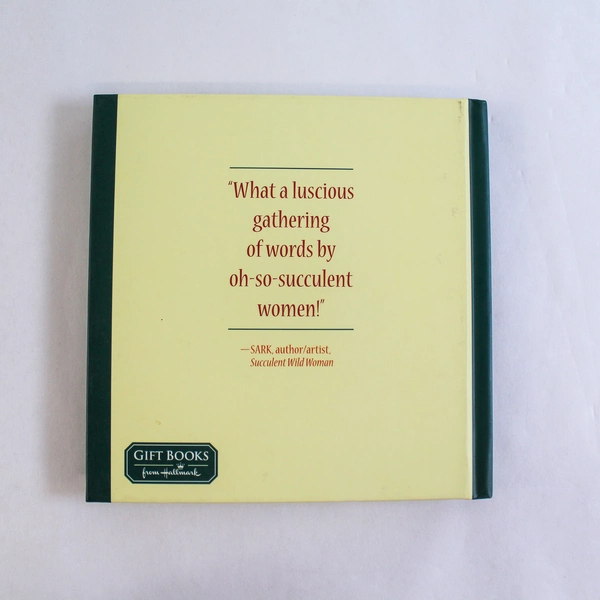 “What a luscious
gathering
of words by
oh-so-succulent
women!”
—SARK, author/artist,
Succulent Wild Woman
GIFT BOOKS
from Hallmark